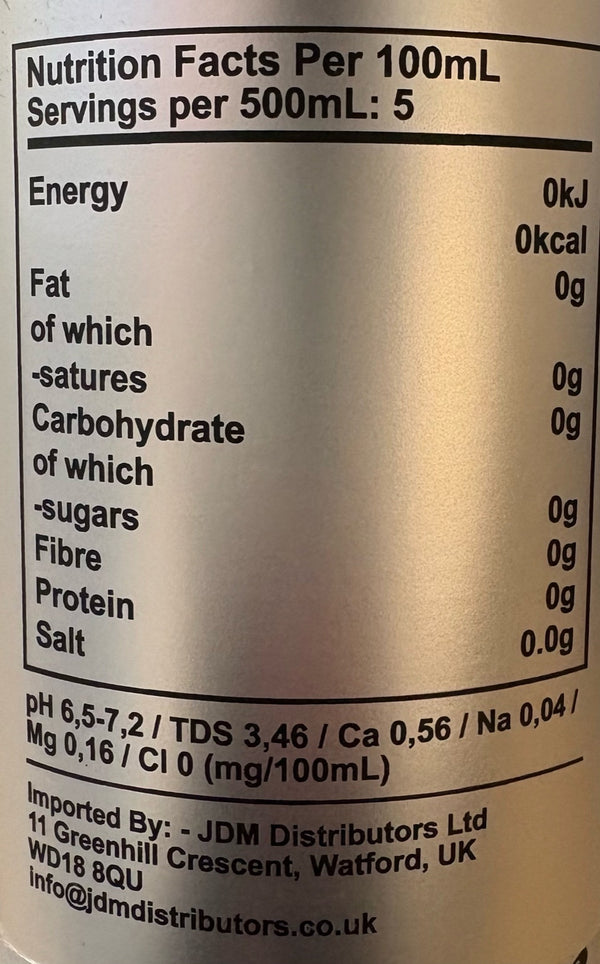 Nutrition Facts Per 100mL
Servings per 500mL: 5
Energy 0kJ
0kcal
Fat 0g
of which
-satures 0g
Carbohydrate 0g
of which
-sugars 0g
Fibre 0g
Protein 0g
Salt 0.0g
pH 6,5-7,2 / TDS 3,46 / Ca 0,56 / Na 0,04 /
Mg 0,16 / Cl 0 (mg/100mL)
Imported By: - JDM Distributors Ltd
11 Greenhill Crescent, Watford, UK
WD18 8QU
info@jdmdistributors.co.uk